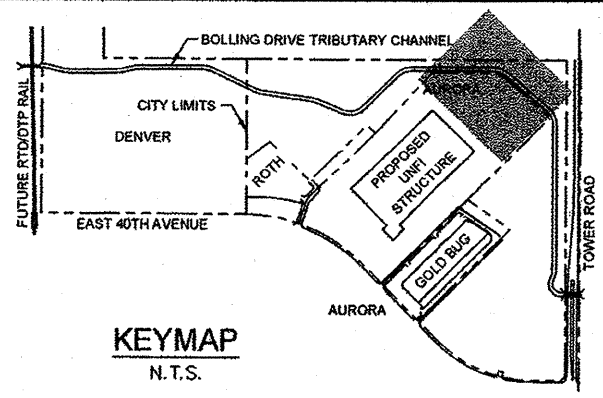 BOLLING DRIVE TRIBUTARY CHANNEL
AURORA
CITY LIMITS
DENVER
FUTURE RTD/DTP RAIL
ROTH
PROPOSED
UNFI
STRUCTURE
EAST 40TH AVENUE
GOLD BUG
TOWER ROAD
AURORA
KEYMAP
N.T.S.